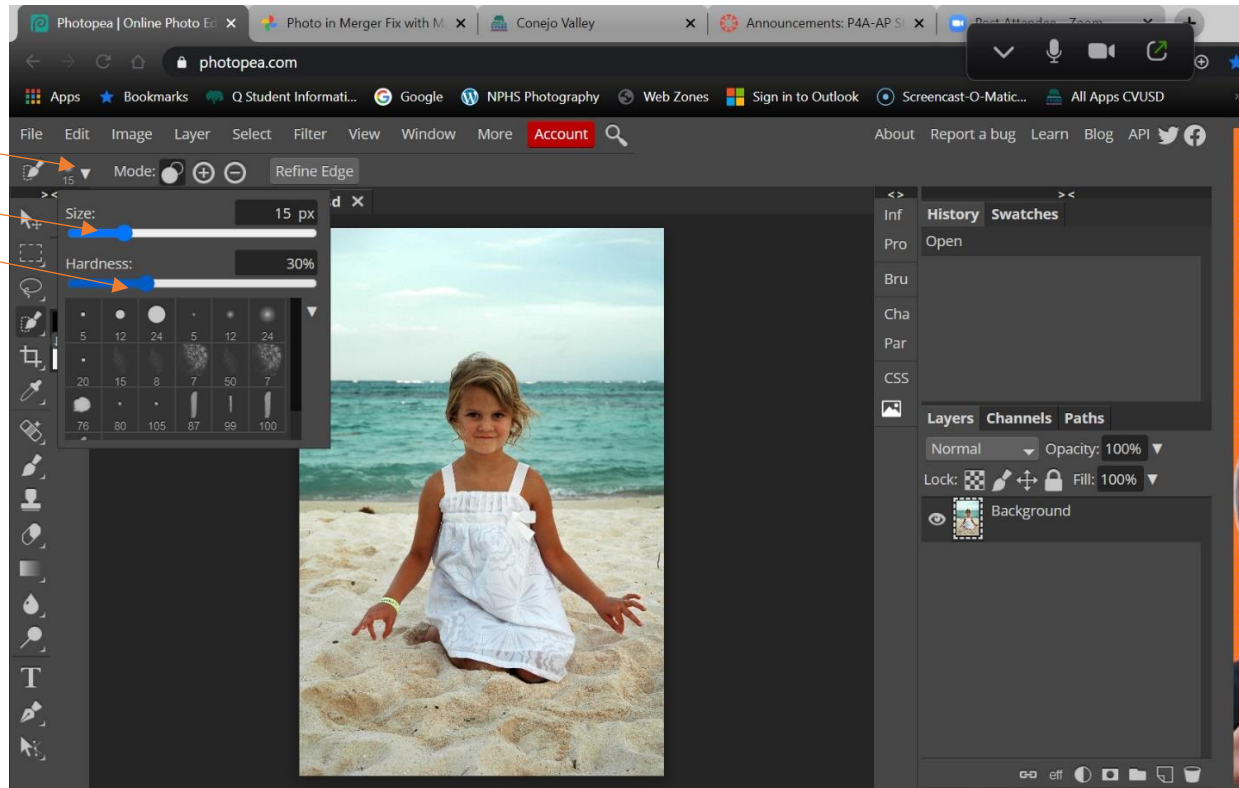 Photopea | Online Photo Ed
Photo in Merger Fix with M
Conejo Valley
Announcements: P4A-AP S
photopea.com
Apps Bookmarks Q Student Informati... Google NPHS Photography Web Zones Sign in to Outlook Screencast-O-Matic... All Apps CVUSD
File Edit Image Layer Select Filter View Window More Account About Report a bug Learn Blog API
15 Mode: Refine Edge
> < d <> > <
Size: 15 px
Hardness: 30%
5 12 24 5 12 24
20 15 8 7 50 7
76 80 105 87 99 100
Inf
Pro
Bru
Cha
Par
CSS
History Swatches
Open
Layers Channels Paths
Normal Opacity: 100%
Lock: Fill: 100%
Background
T
eff